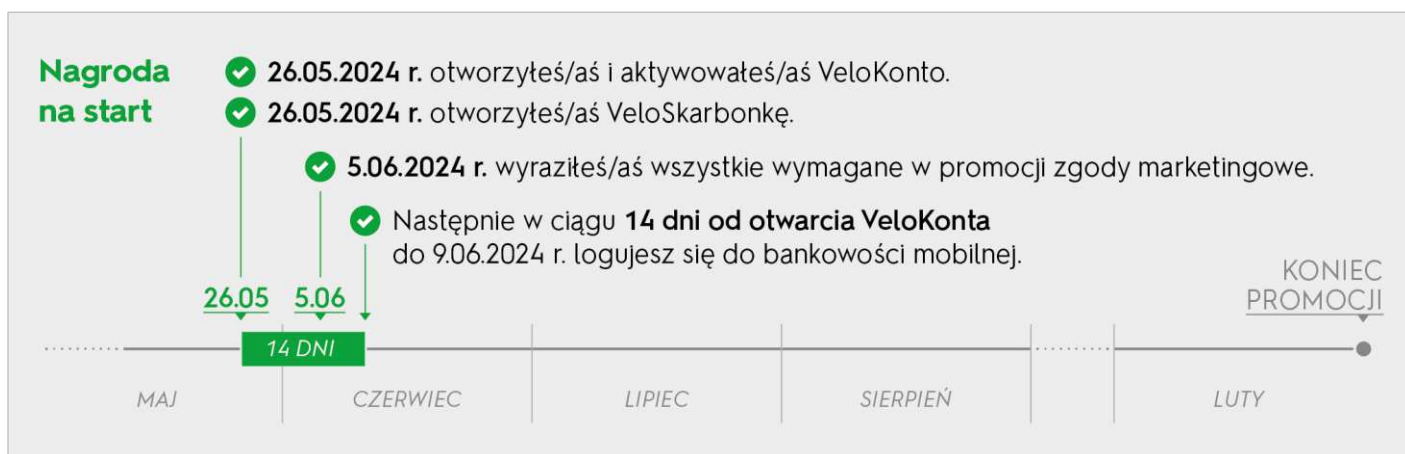 Nagroda
na start
26.05.2024 r. otworzyłeś/aś i aktywowałeś/aś VeloKonto.
26.05.2024 r. otworzyłeś/aś VeloSkarbonkę.
5.06.2024 r. wyraziłeś/aś wszystkie wymagane w promocji zgody marketingowe.
Następnie w ciągu 14 dni od otwarcia VeloKonta
do 9.06.2024 r. logujesz się do bankowości mobilnej.
KONIEC
PROMOCJI
26.05 5.06
14 DNI
MAJ CZERWIEC LIPIEC SIERPIEŃ LUTY